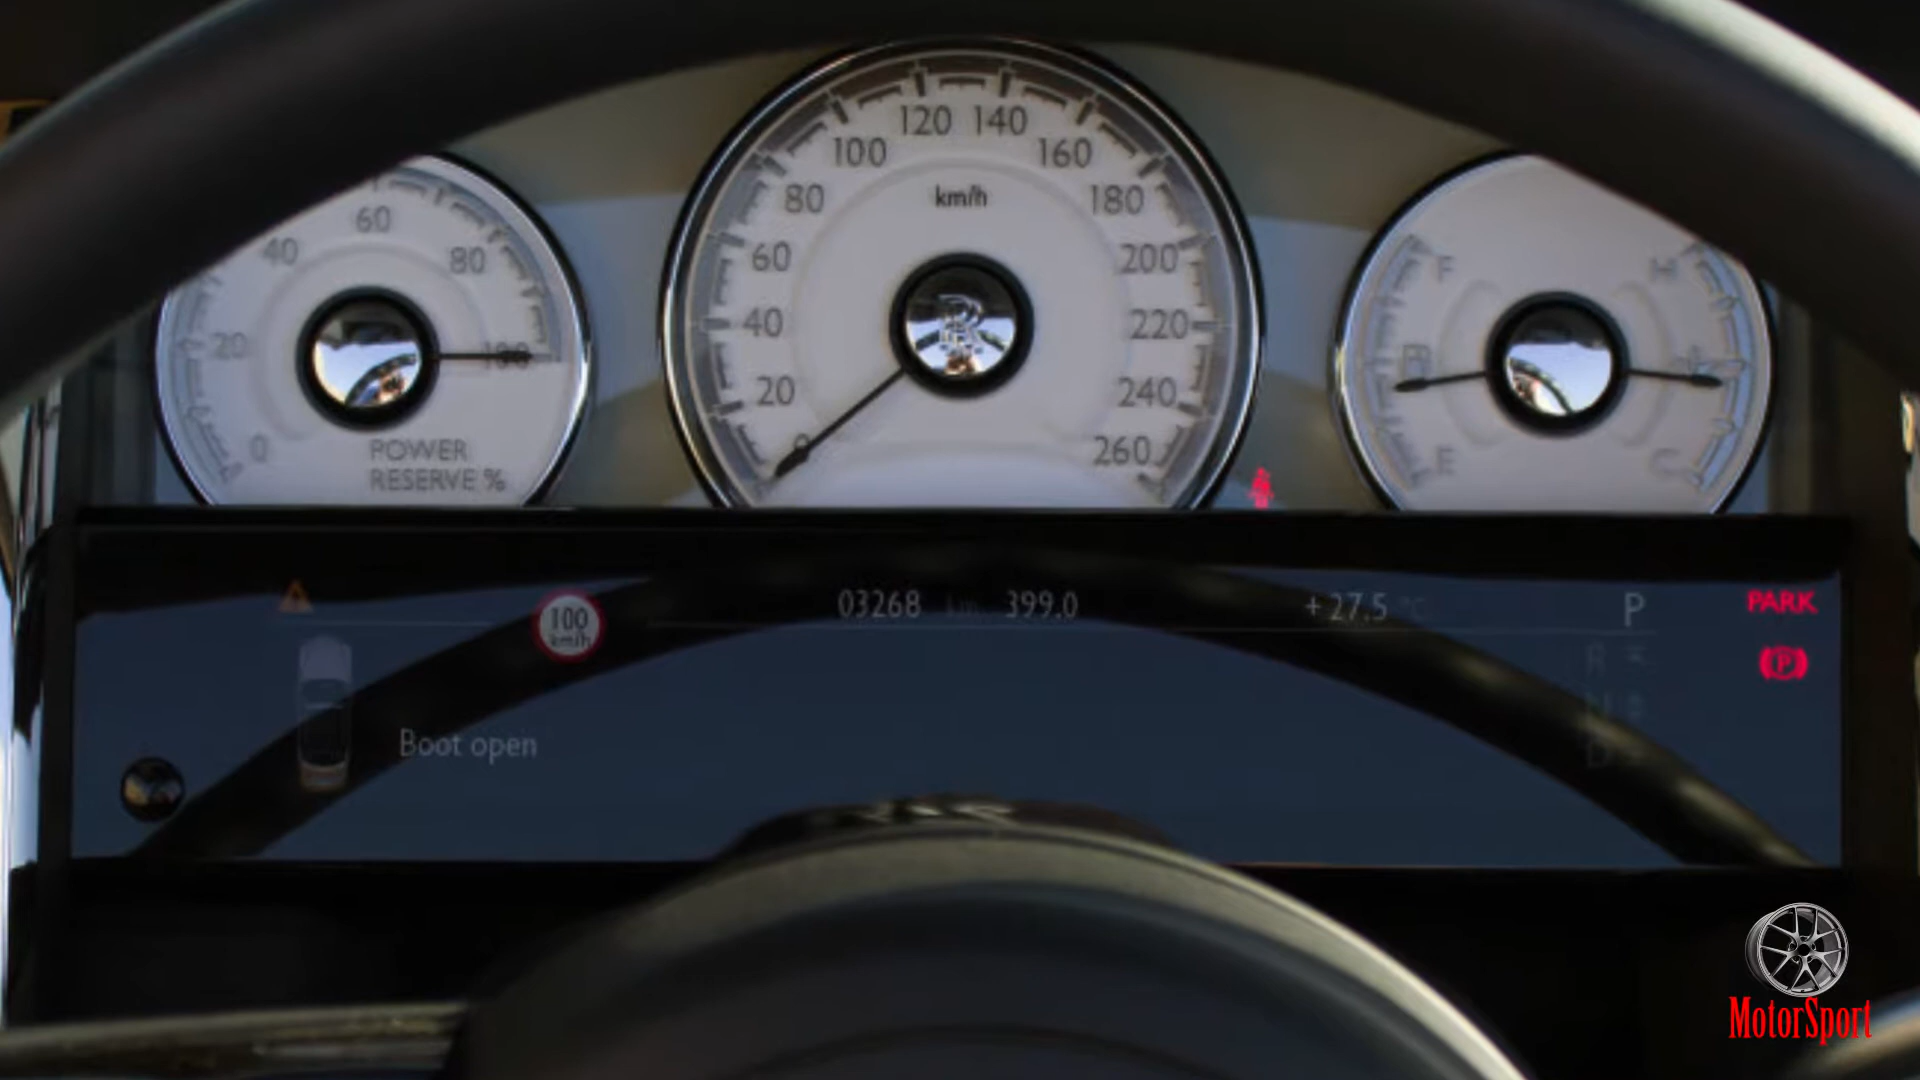 120 140
100 160
km/h
80 180
60 200
40 220
20 240
0 260
60
40 80
20 100
0
POWER
RESERVE %
F H
E C
03268 km 399.0 +27.5 °C P PARK
100
km/h
R
P
N
D
Boot open
MotorSport